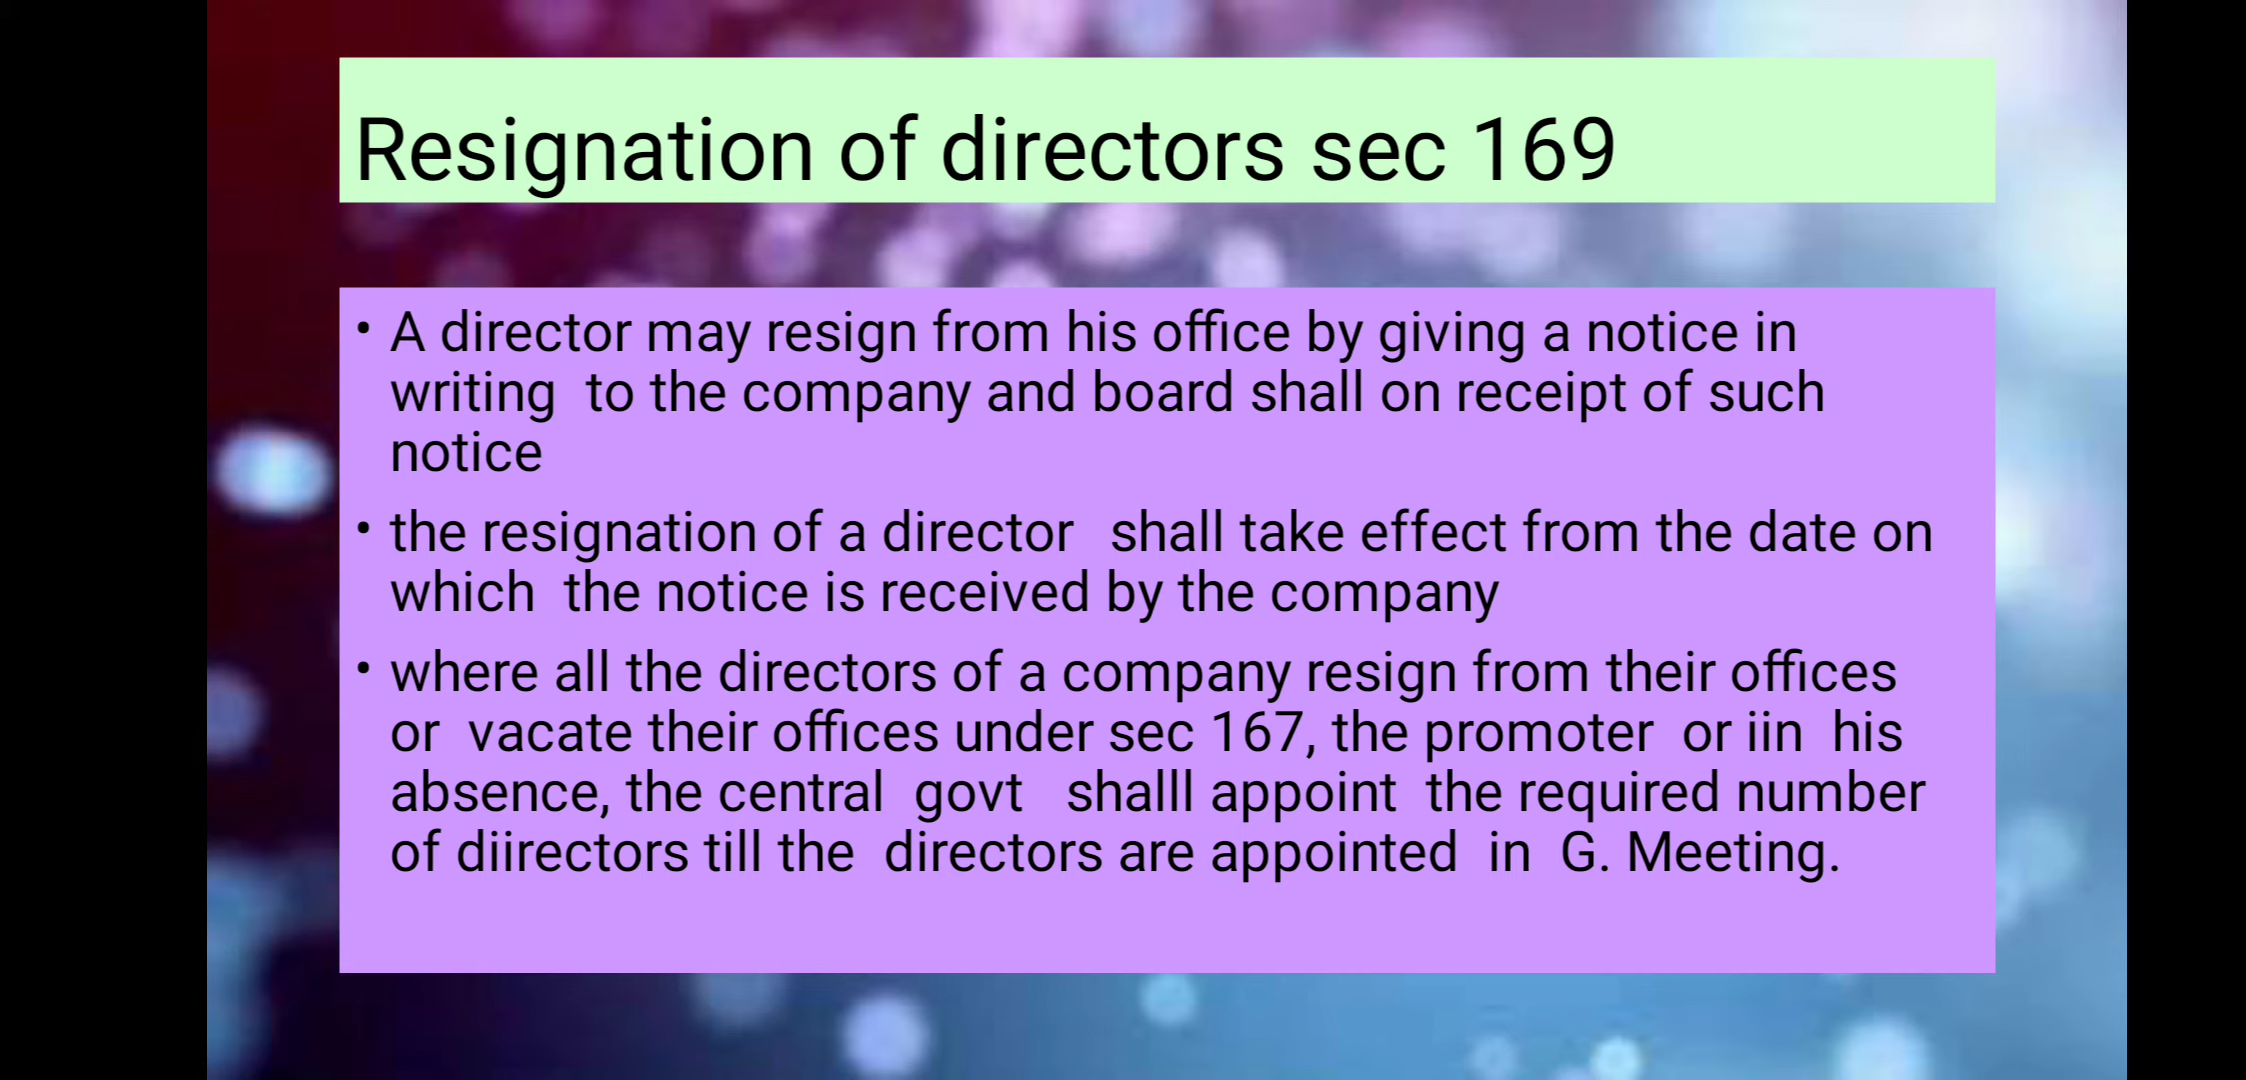 Resignation of directors sec 169
• A director may resign from his office by giving a notice in
writing to the company and board shall on receipt of such
notice
• the resignation of a director shall take effect from the date on
which the notice is received by the company
• where all the directors of a company resign from their offices
or vacate their offices under sec 167, the promoter or iin his
absence, the central govt shalll appoint the required number
of diirectors till the directors are appointed in G. Meeting.